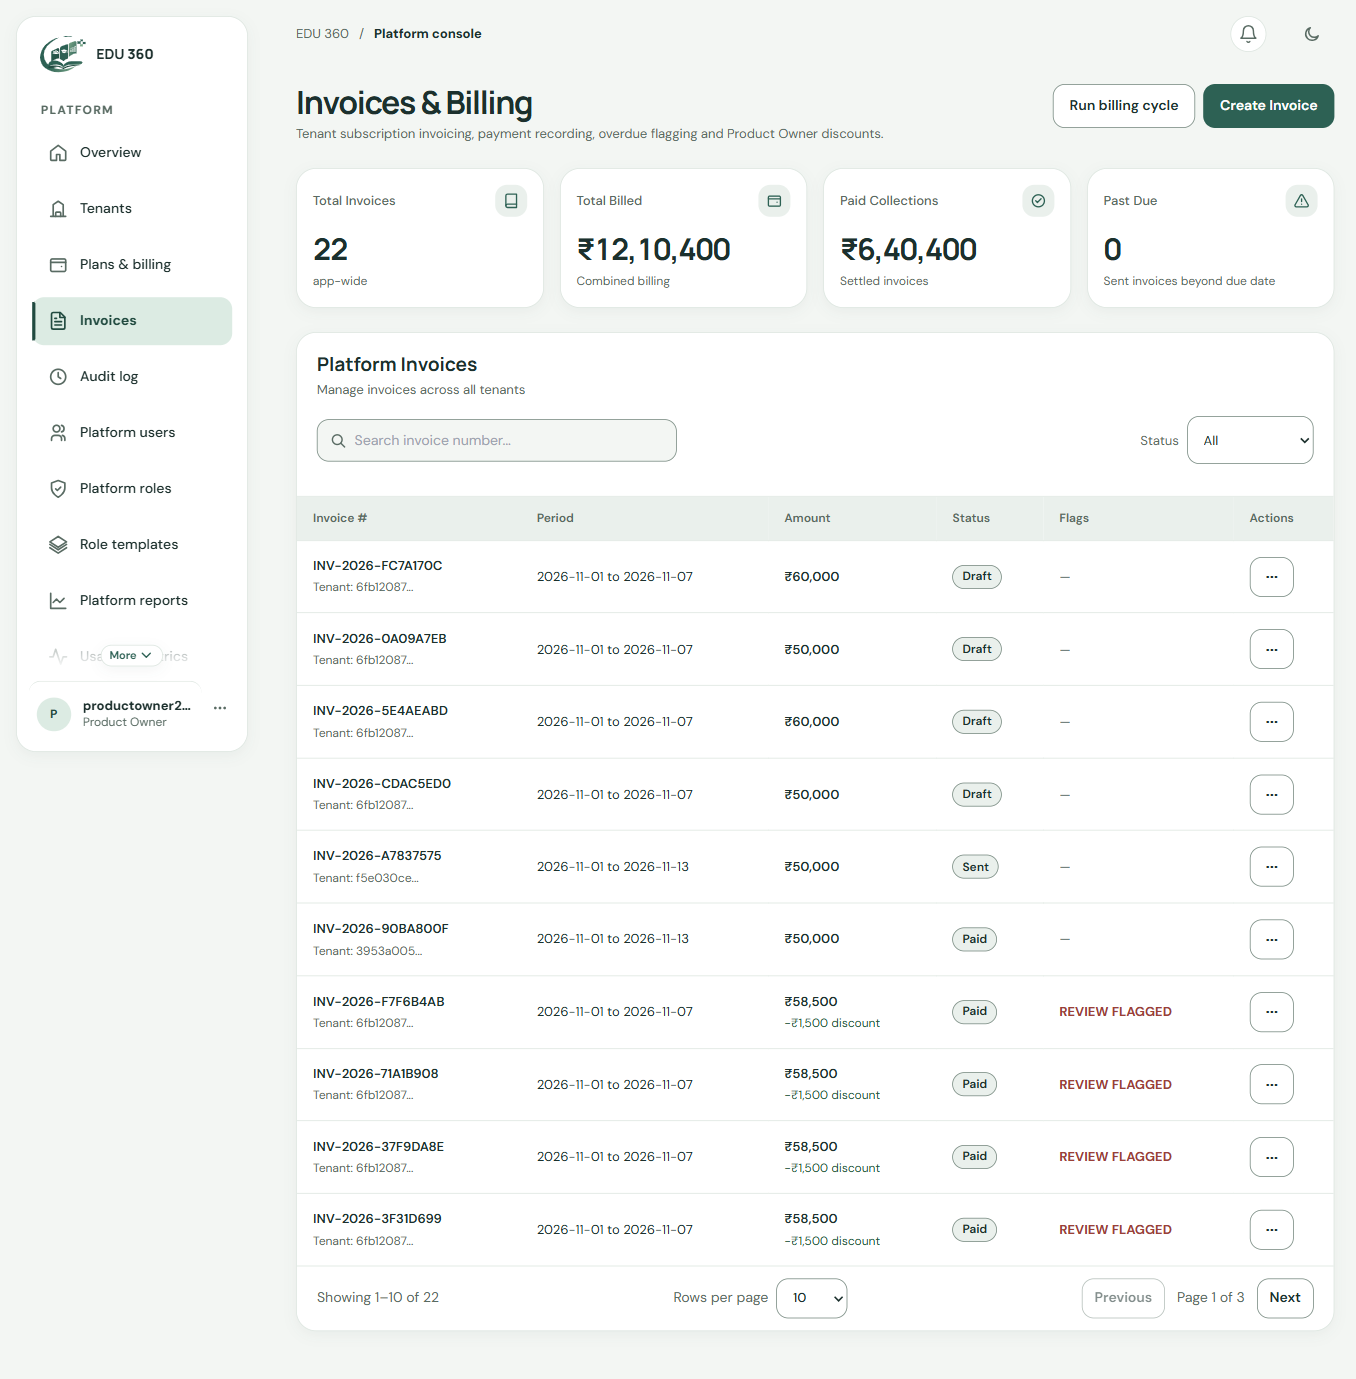 EDU 360
PLATFORM
Overview
Tenants
Plans & billing
Invoices
Audit log
Platform users
Platform roles
Role templates
Platform reports
More
P
productowner2...
Product Owner
EDU 360 / Platform console
Invoices & Billing
Tenant subscription invoicing, payment recording, overdue flagging and Product Owner discounts.
Run billing cycle
Create Invoice
Total Invoices
22
app-wide
Total Billed
₹12,10,400
Combined billing
Paid Collections
₹6,40,400
Settled invoices
Past Due
0
Sent invoices beyond due date
Platform Invoices
Manage invoices across all tenants
Search invoice number...
Status All
Invoice # Period Amount Status Flags Actions
INV-2026-FC7A170C
Tenant: 6fb12087...
2026-11-01 to 2026-11-07 ₹60,000 Draft —
INV-2026-0A09A7EB
Tenant: 6fb12087...
2026-11-01 to 2026-11-07 ₹50,000 Draft —
INV-2026-5E4AEABD
Tenant: 6fb12087...
2026-11-01 to 2026-11-07 ₹60,000 Draft —
INV-2026-CDAC5ED0
Tenant: 6fb12087...
2026-11-01 to 2026-11-07 ₹50,000 Draft —
INV-2026-A7837575
Tenant: f5e030ce...
2026-11-01 to 2026-11-13 ₹50,000 Sent —
INV-2026-90BA800F
Tenant: 3953a005...
2026-11-01 to 2026-11-13 ₹50,000 Paid —
INV-2026-F7F6B4AB
Tenant: 6fb12087...
2026-11-01 to 2026-11-07
₹58,500
-₹1,500 discount
Paid REVIEW FLAGGED
INV-2026-71A1B908
Tenant: 6fb12087...
2026-11-01 to 2026-11-07
₹58,500
-₹1,500 discount
Paid REVIEW FLAGGED
INV-2026-37F9DA8E
Tenant: 6fb12087...
2026-11-01 to 2026-11-07
₹58,500
-₹1,500 discount
Paid REVIEW FLAGGED
INV-2026-3F31D699
Tenant: 6fb12087...
2026-11-01 to 2026-11-07
₹58,500
-₹1,500 discount
Paid REVIEW FLAGGED
Showing 1–10 of 22
Rows per page 10
Previous Page 1 of 3 Next